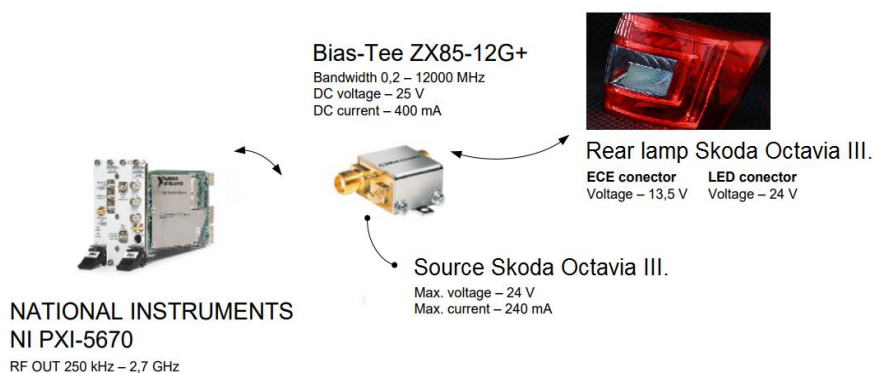 Bias-Tee ZX85-12G+
Bandwidth 0,2 – 12000 MHz
DC voltage – 25 V
DC current – 400 mA
Rear lamp Skoda Octavia III.
ECE conector LED conector
Voltage – 13,5 V Voltage – 24 V
Source Skoda Octavia III.
Max. voltage – 24 V
Max. current – 240 mA
NATIONAL INSTRUMENTS
NI PXI-5670
RF OUT 250 kHz – 2,7 GHz